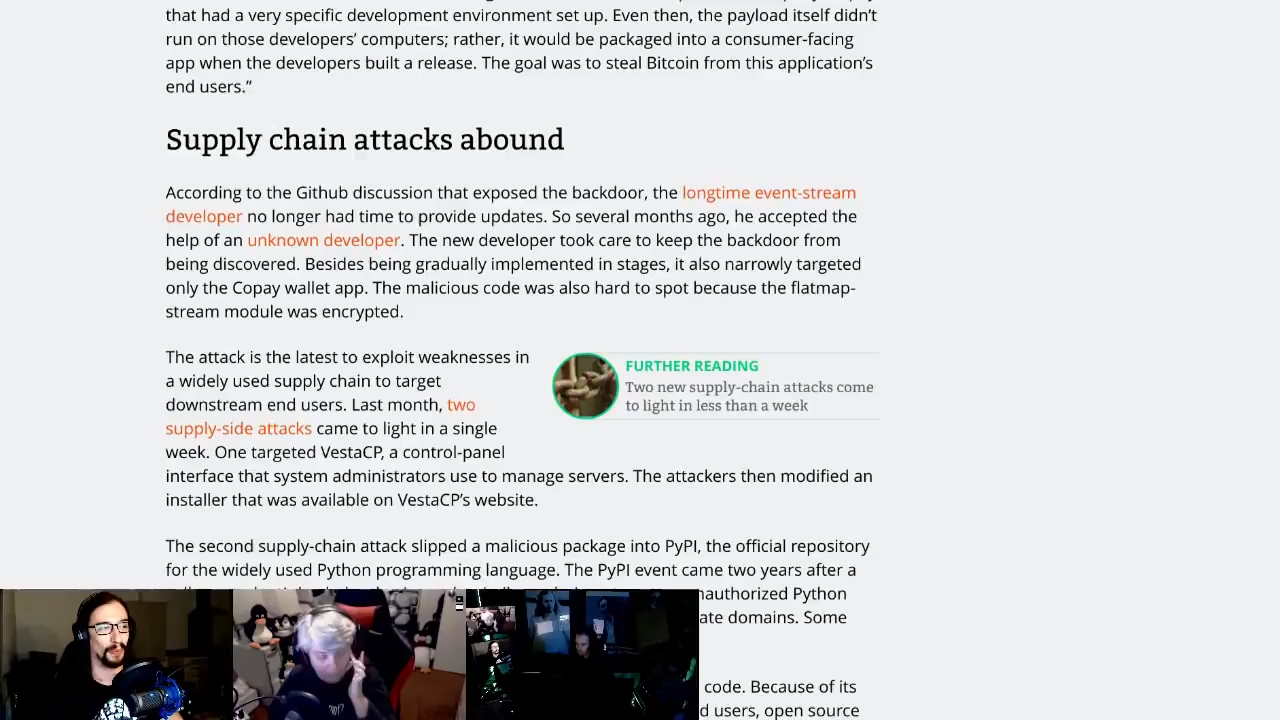 that had a very specific development environment set up. Even then, the payload itself didn't
run on those developers' computers; rather, it would be packaged into a consumer-facing
app when the developers built a release. The goal was to steal Bitcoin from this application's
end users.”
Supply chain attacks abound
According to the Github discussion that exposed the backdoor, the longtime event-stream
developer no longer had time to provide updates. So several months ago, he accepted the
help of an unknown developer. The new developer took care to keep the backdoor from
being discovered. Besides being gradually implemented in stages, it also narrowly targeted
only the Copay wallet app. The malicious code was also hard to spot because the flatmap-
stream module was encrypted.
The attack is the latest to exploit weaknesses in
a widely used supply chain to target
downstream end users. Last month, two
supply-side attacks came to light in a single
week. One targeted VestaCP, a control-panel
interface that system administrators use to manage servers. The attackers then modified an
installer that was available on VestaCP's website.
FURTHER READING
Two new supply-chain attacks come
to light in less than a week
The second supply-chain attack slipped a malicious package into PyPI, the official repository
for the widely used Python programming language. The PyPI event came two years after a
Python
domains. Some
code. Because of its
users, open source